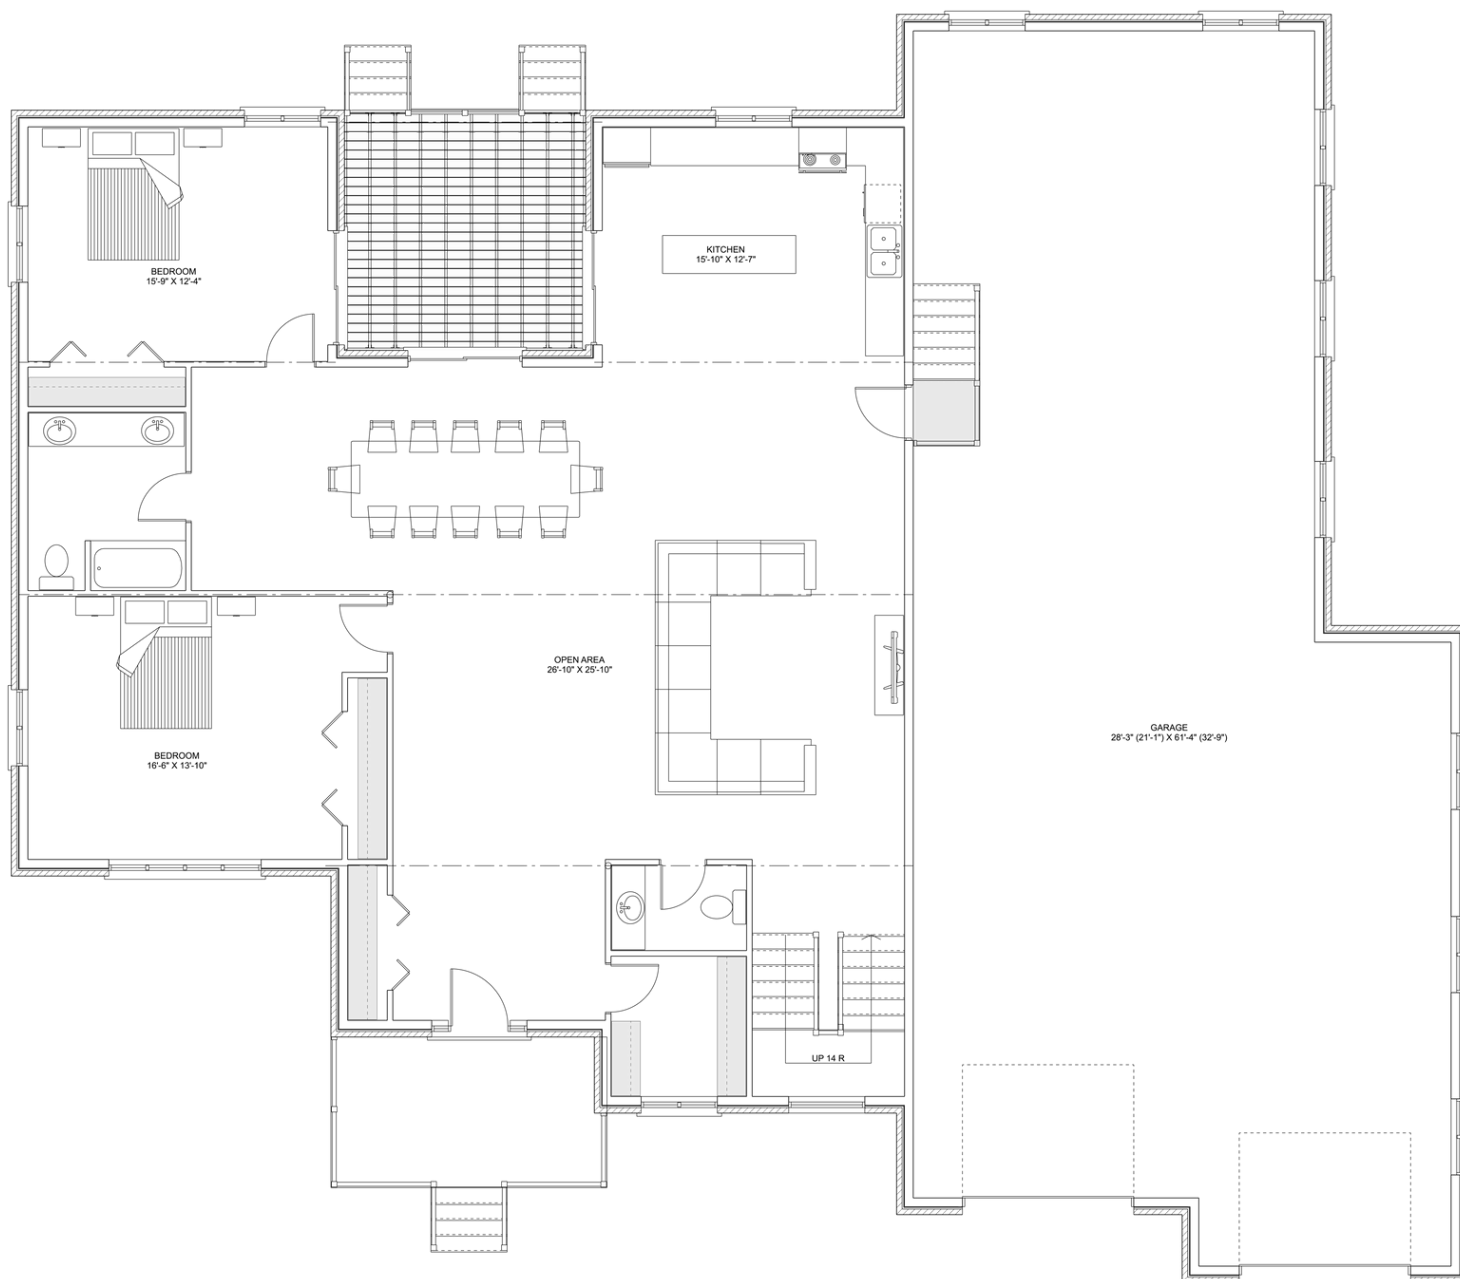 KITCHEN
15'-10" X 12'-7"
BEDROOM
15'-9" X 12'-4"
OPEN AREA
26'-10" X 25'-10"
GARAGE
28'-3" (21'-1") X 61'-4" (32'-9")
BEDROOM
16'-6" X 13'-10"
UP 14 R